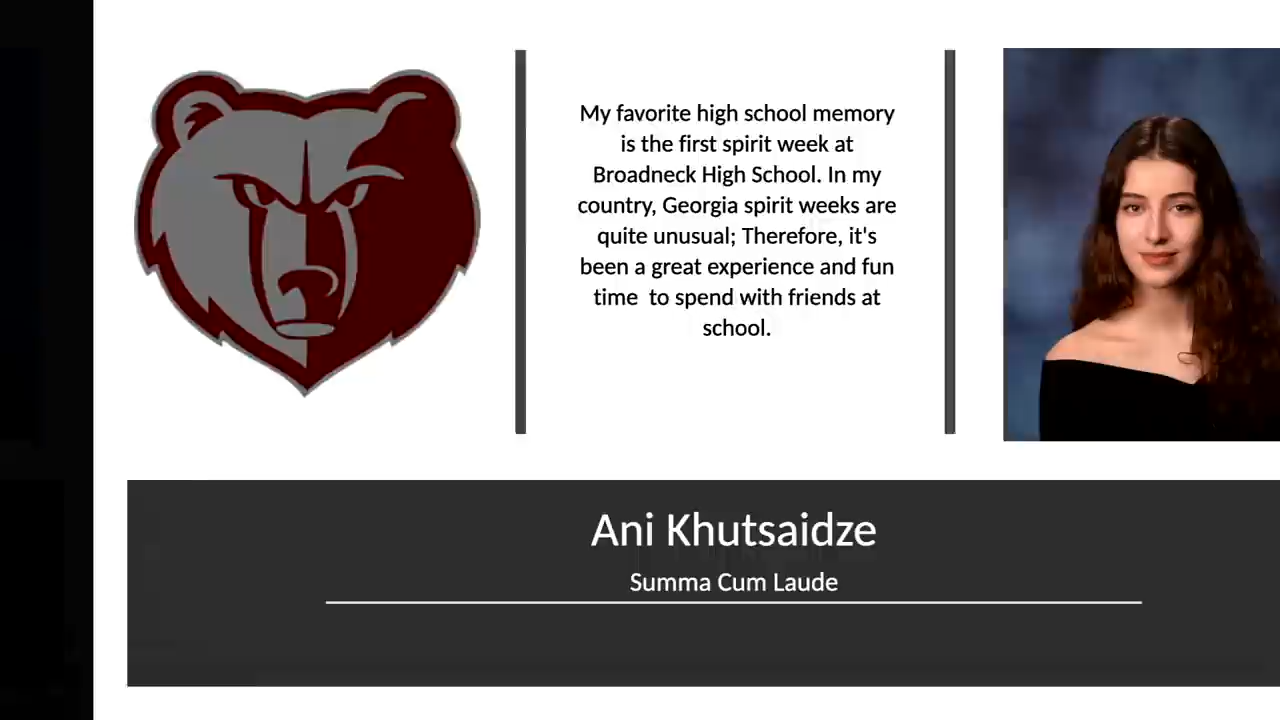 My favorite high school memory
is the first spirit week at
Broadneck High School. In my
country, Georgia spirit weeks are
quite unusual; Therefore, it's
been a great experience and fun
time  to spend with friends at
school.
Ani Khutsaidze
Summa Cum Laude